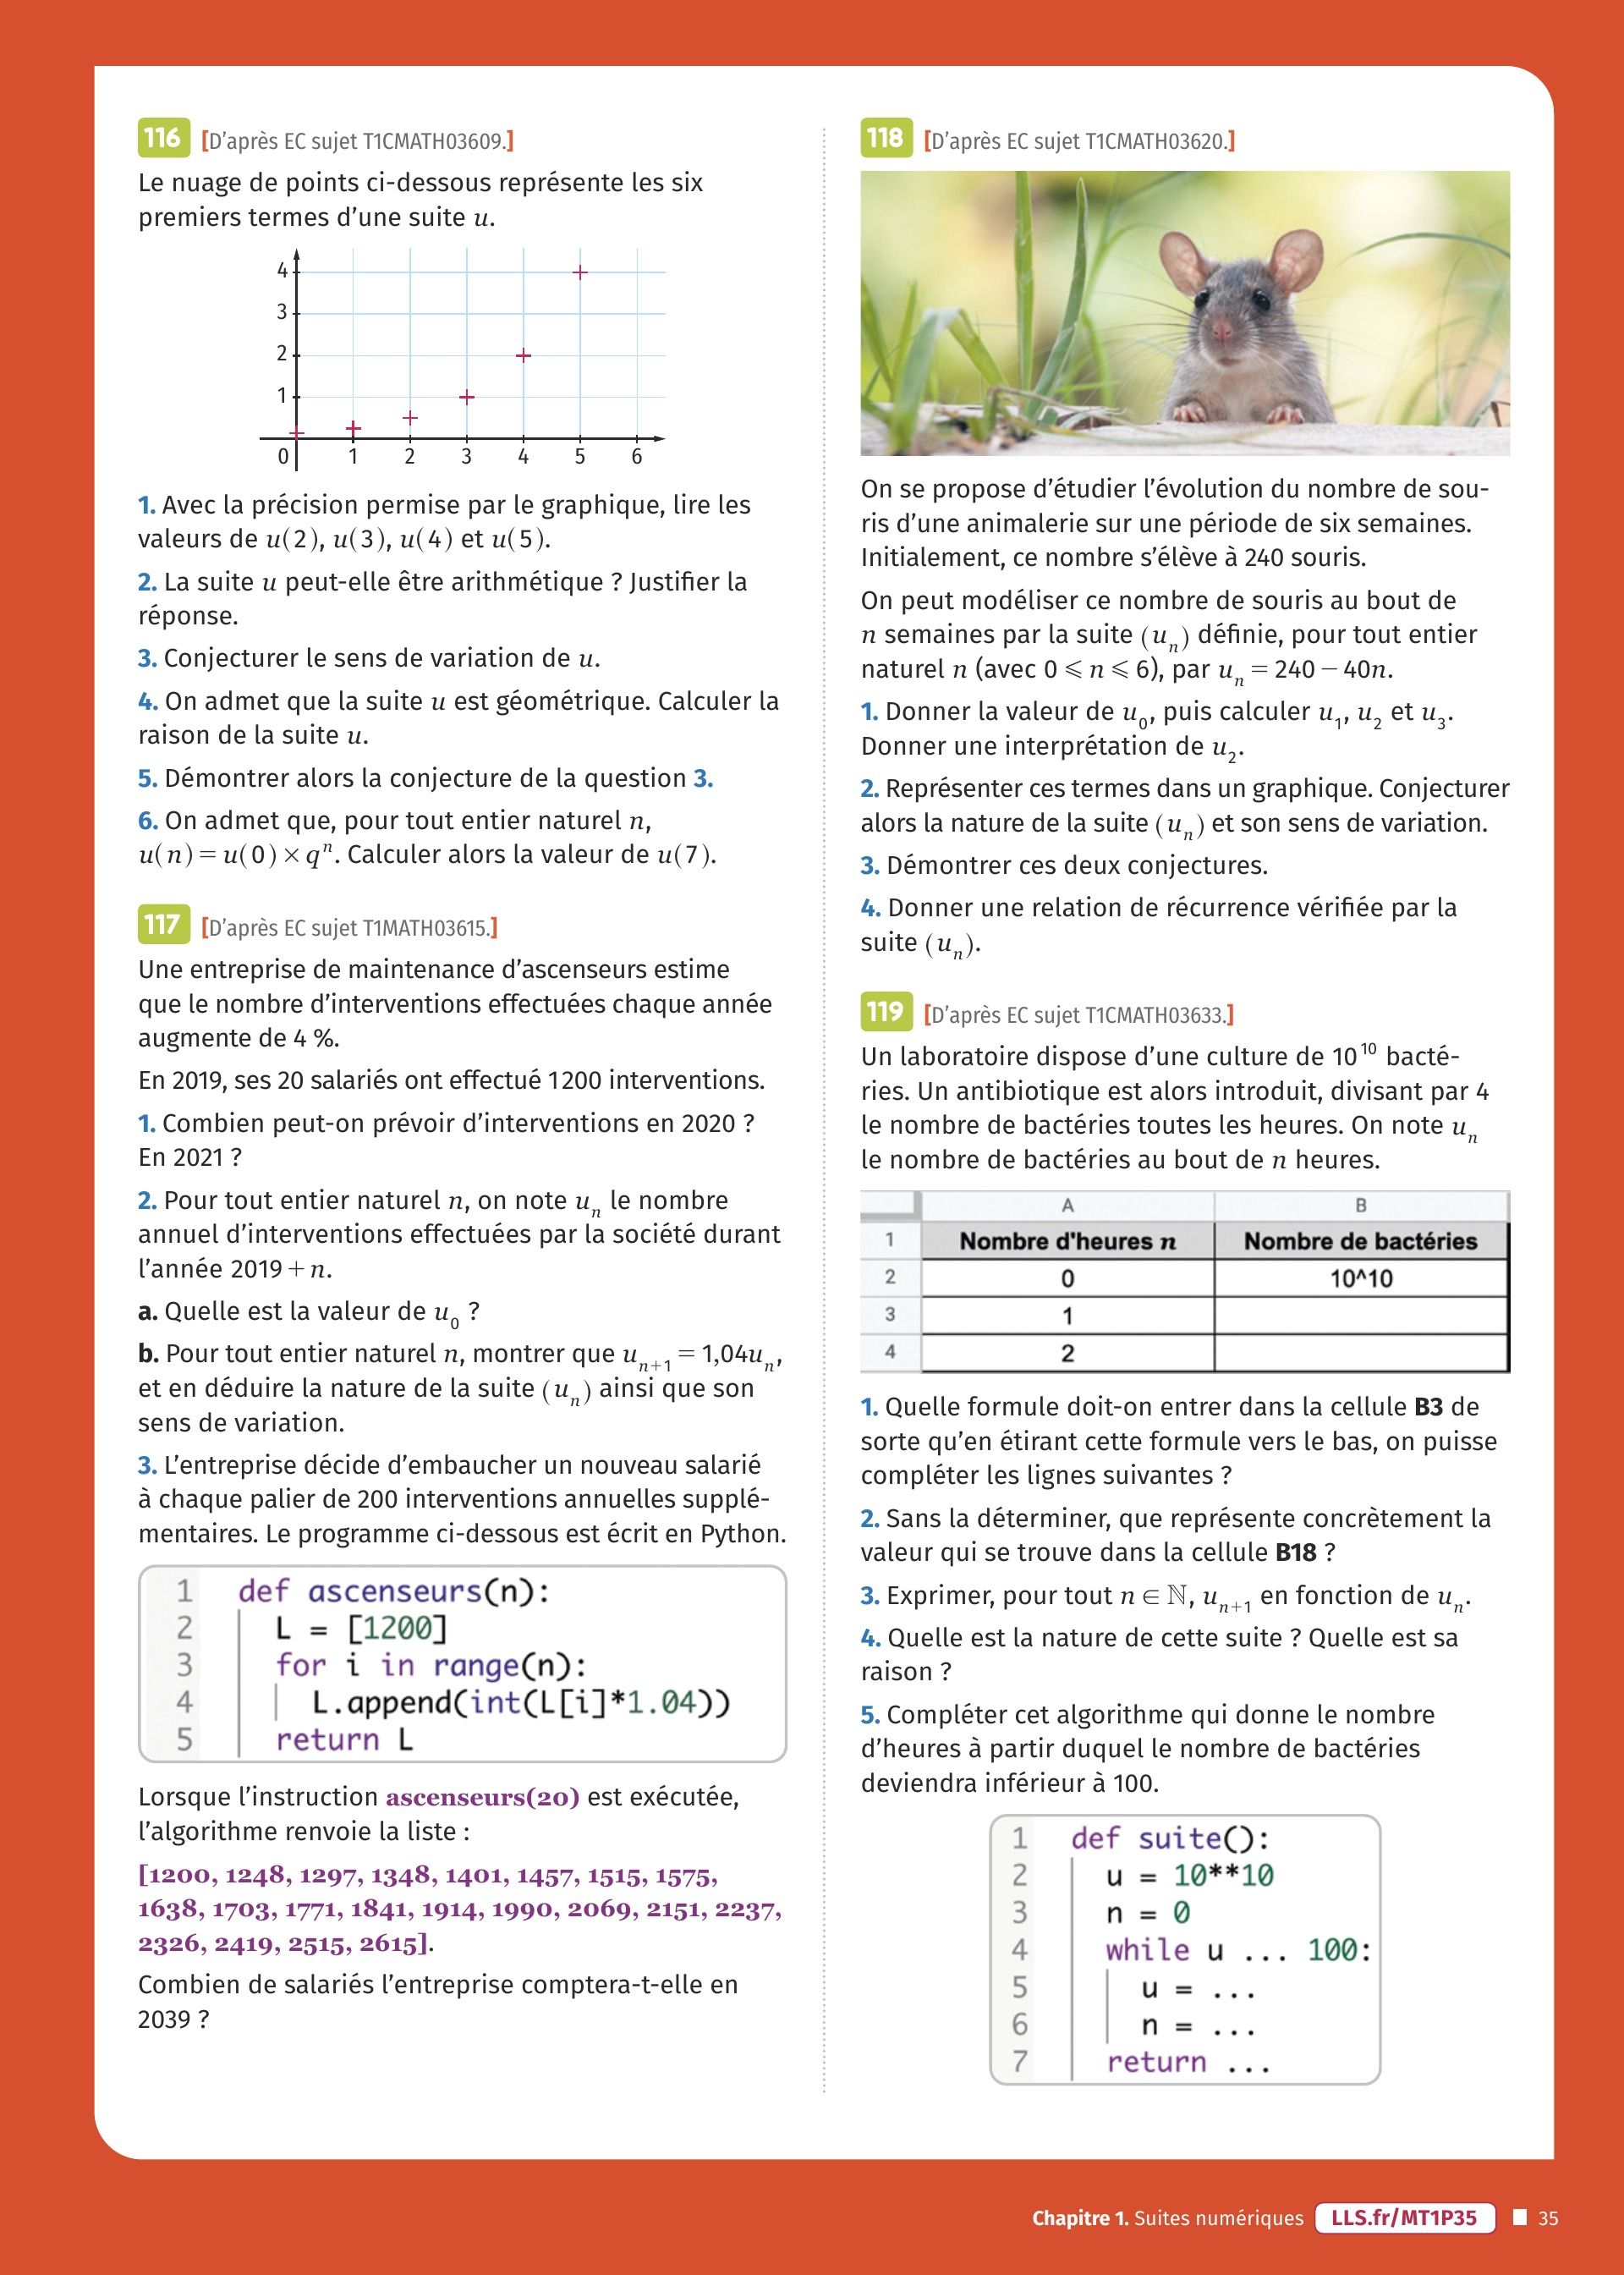 116 [D’après EC sujet T1CMATH03609.]
Le nuage de points ci-dessous représente les six
premiers termes d’une suite u.
4
3
2
1
0 1 2 3 4 5 6
1. Avec la précision permise par le graphique, lire les
valeurs de u(2), u(3), u(4) et u(5).
2. La suite u peut-elle être arithmétique ? Justifier la
réponse.
3. Conjecturer le sens de variation de u.
4. On admet que la suite u est géométrique. Calculer la
raison de la suite u.
5. Démontrer alors la conjecture de la question 3.
6. On admet que, pour tout entier naturel n,
u(n) = u(0) × qⁿ. Calculer alors la valeur de u(7).
117 [D’après EC sujet T1MATH03615.]
Une entreprise de maintenance d’ascenseurs estime
que le nombre d’interventions effectuées chaque année
augmente de 4 %.
En 2019, ses 20 salariés ont effectué 1200 interventions.
1. Combien peut-on prévoir d’interventions en 2020 ?
En 2021 ?
2. Pour tout entier naturel n, on note uₙ le nombre
annuel d’interventions effectuées par la société durant
l’année 2019 + n.
a. Quelle est la valeur de u₀ ?
b. Pour tout entier naturel n, montrer que uₙ₊₁ = 1,04uₙ,
et en déduire la nature de la suite (uₙ) ainsi que son
sens de variation.
3. L’entreprise décide d’embaucher un nouveau salarié
à chaque palier de 200 interventions annuelles supplé-
mentaires. Le programme ci-dessous est écrit en Python.
1 def ascenseurs(n):
2 L = [1200]
3 for i in range(n):
4 L.append(int(L[i]*1.04))
5 return L
Lorsque l’instruction ascenseurs(20) est exécutée,
l’algorithme renvoie la liste :
[1200, 1248, 1297, 1348, 1401, 1457, 1515, 1575,
1638, 1703, 1771, 1841, 1914, 1990, 2069, 2151, 2237,
2326, 2419, 2515, 2615].
Combien de salariés l’entreprise comptera-t-elle en
2039 ?
118 [D’après EC sujet T1CMATH03620.]
On se propose d’étudier l’évolution du nombre de sou-
ris d’une animalerie sur une période de six semaines.
Initialement, ce nombre s’élève à 240 souris.
On peut modéliser ce nombre de souris au bout de
n semaines par la suite (uₙ) définie, pour tout entier
naturel n (avec 0 ⩽ n ⩽ 6), par uₙ = 240 − 40n.
1. Donner la valeur de u₀, puis calculer u₁, u₂ et u₃.
Donner une interprétation de u₂.
2. Représenter ces termes dans un graphique. Conjecturer
alors la nature de la suite (uₙ) et son sens de variation.
3. Démontrer ces deux conjectures.
4. Donner une relation de récurrence vérifiée par la
suite (uₙ).
119 [D’après EC sujet T1CMATH03633.]
Un laboratoire dispose d’une culture de 10¹⁰ bacté-
ries. Un antibiotique est alors introduit, divisant par 4
le nombre de bactéries toutes les heures. On note uₙ
le nombre de bactéries au bout de n heures.
A B
1 Nombre d'heures n Nombre de bactéries
2 0 10^10
3 1
4 2
1. Quelle formule doit-on entrer dans la cellule B3 de
sorte qu’en étirant cette formule vers le bas, on puisse
compléter les lignes suivantes ?
2. Sans la déterminer, que représente concrètement la
valeur qui se trouve dans la cellule B18 ?
3. Exprimer, pour tout n ∈ ℕ, uₙ₊₁ en fonction de uₙ.
4. Quelle est la nature de cette suite ? Quelle est sa
raison ?
5. Compléter cet algorithme qui donne le nombre
d’heures à partir duquel le nombre de bactéries
deviendra inférieur à 100.
1 def suite():
2 u = 10**10
3 n = 0
4 while u ... 100:
5 u = ...
6 n = ...
7 return ...
Chapitre 1. Suites numériques LLS.fr/MT1P35 35